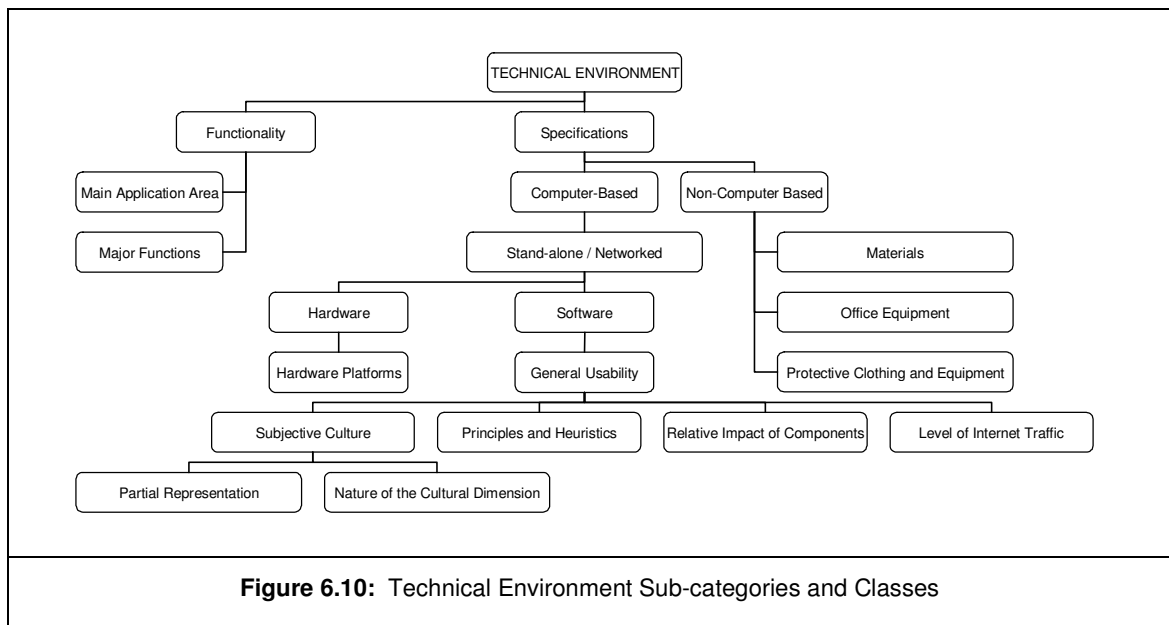 TECHNICAL ENVIRONMENT
Functionality
Specifications
Main Application Area
Computer-Based
Non-Computer Based
Major Functions
Stand-alone / Networked
Materials
Hardware
Software
Office Equipment
Hardware Platforms
General Usability
Protective Clothing and Equipment
Subjective Culture
Principles and Heuristics
Relative Impact of Components
Level of Internet Traffic
Partial Representation
Nature of the Cultural Dimension
Figure 6.10: Technical Environment Sub-categories and Classes